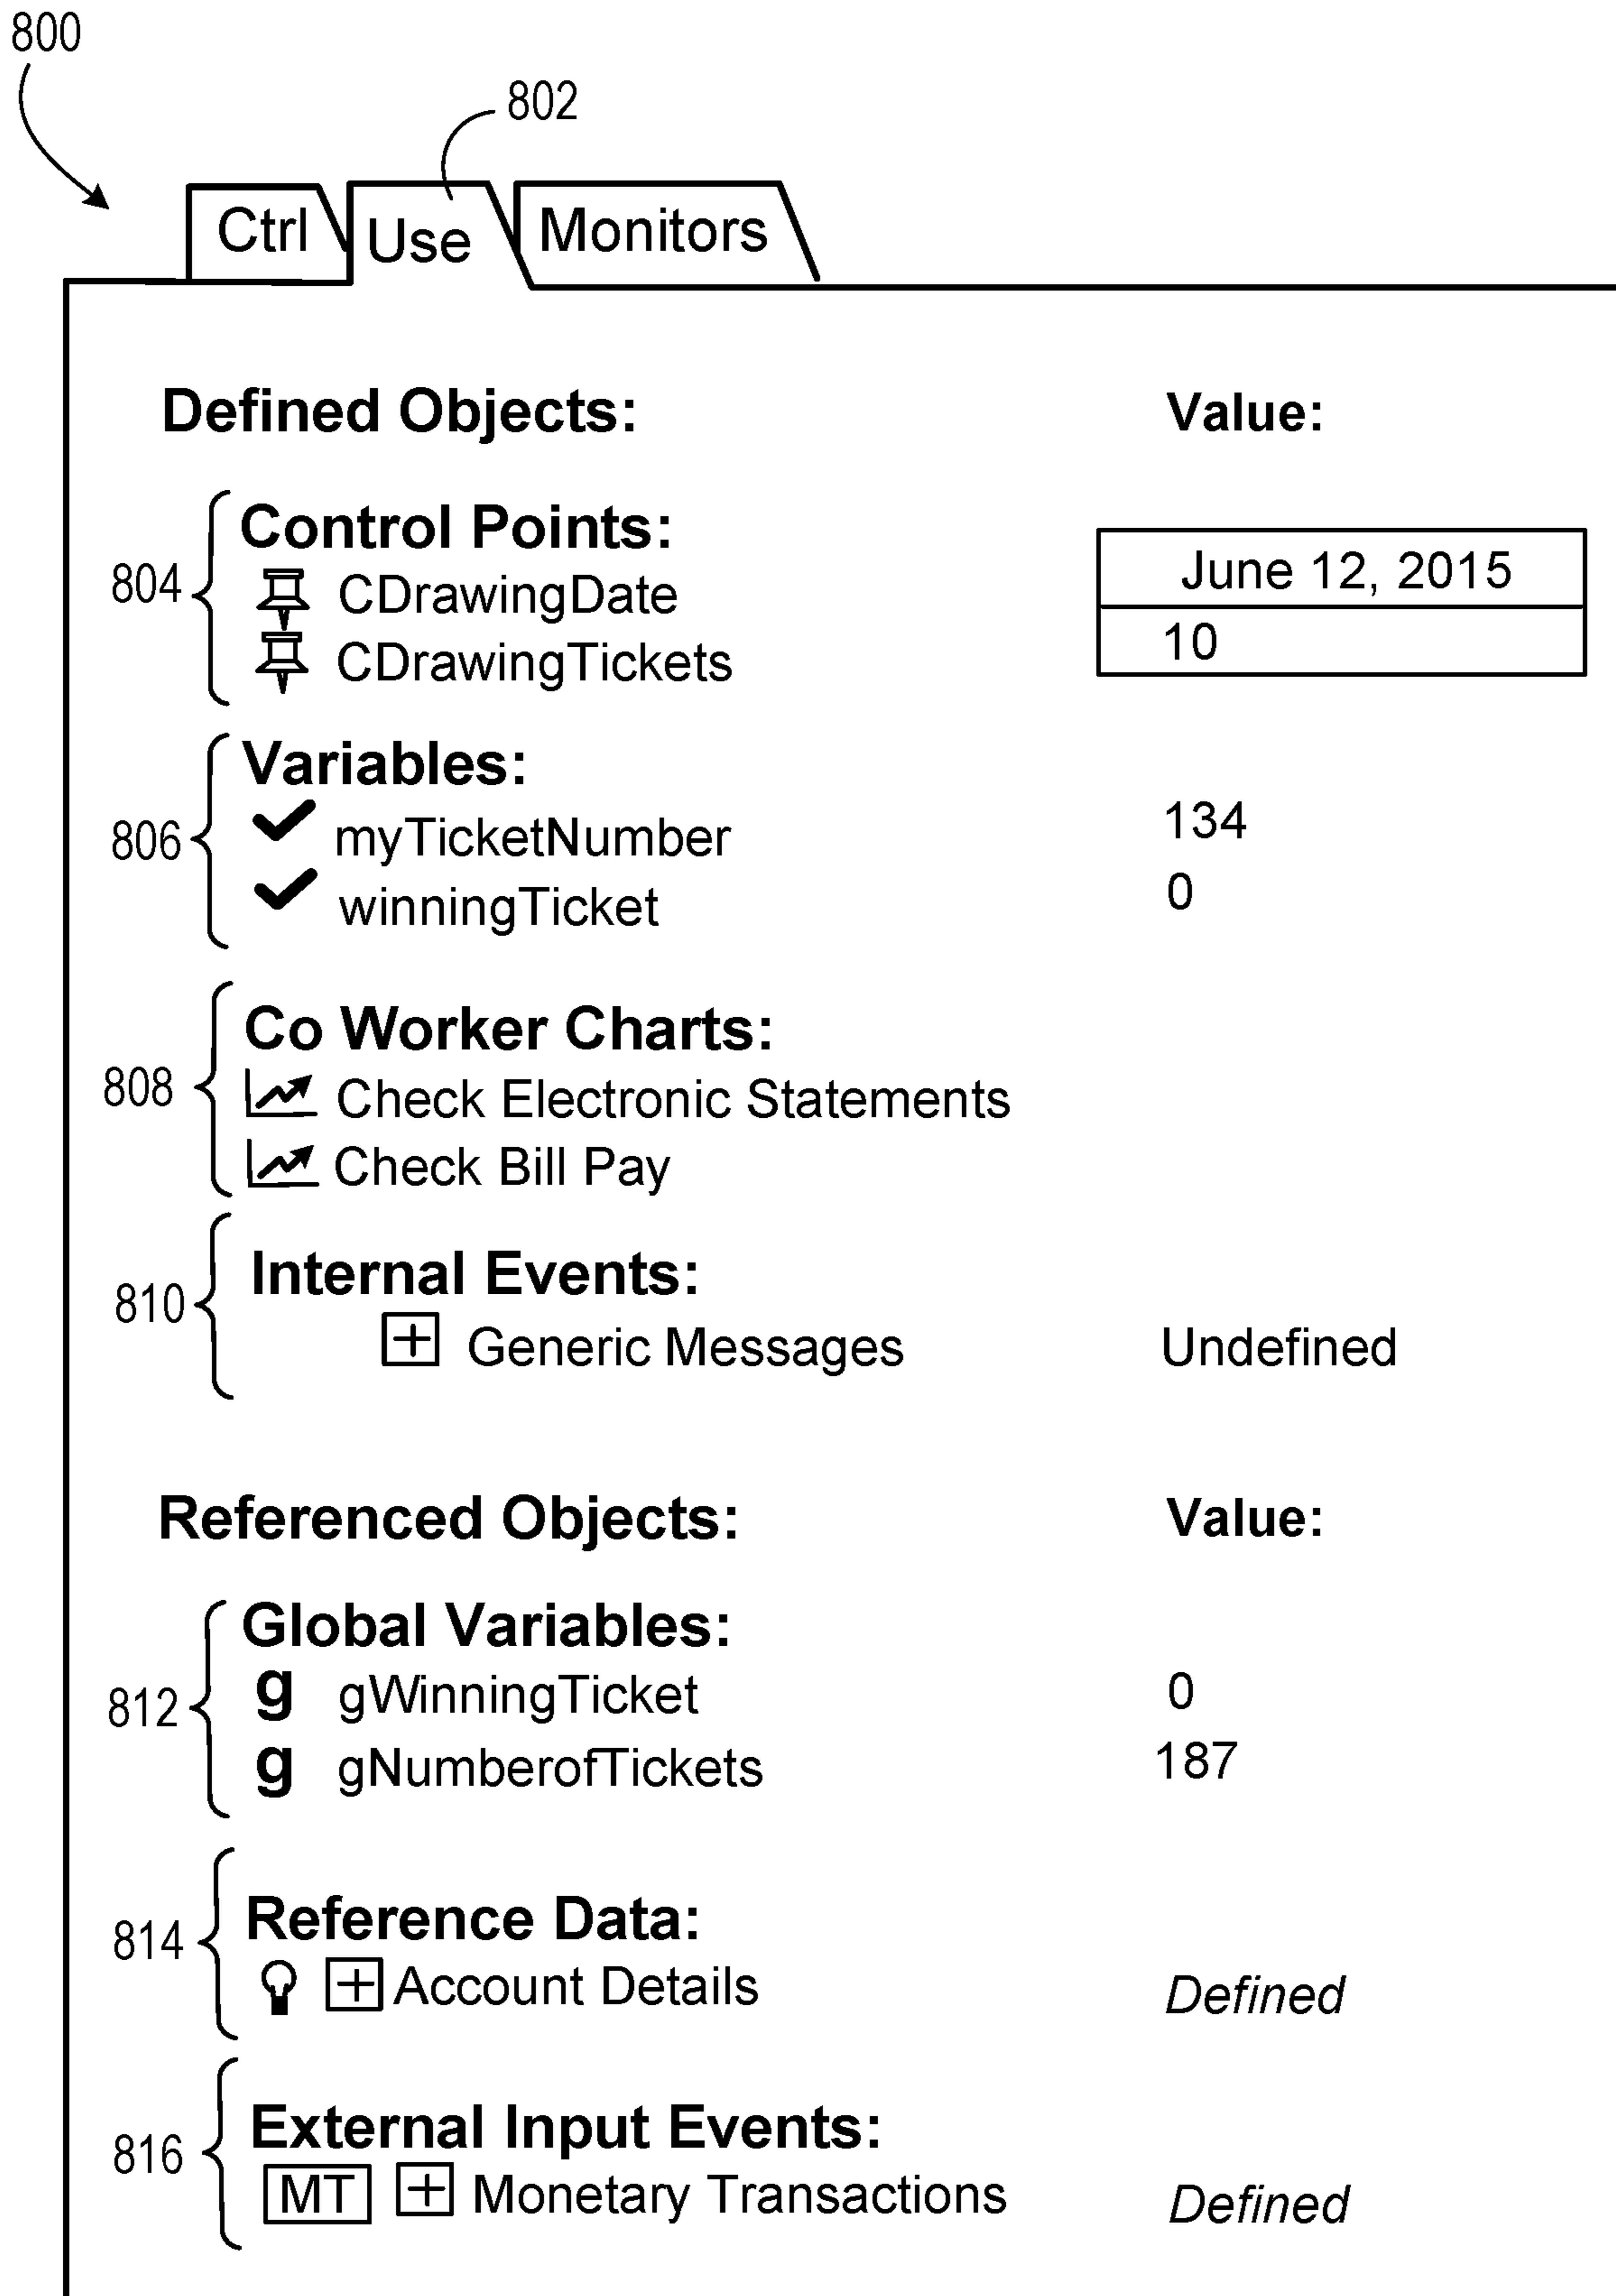 800
802
Ctrl Use Monitors
Defined Objects: Value:
Control Points:
804 CDrawingDate June 12, 2015
CDrawingTickets 10
Variables:
806 myTicketNumber 134
winningTicket 0
Co Worker Charts:
808 Check Electronic Statements
Check Bill Pay
Internal Events:
810 + Generic Messages Undefined
Referenced Objects: Value:
Global Variables:
812 g gWinningTicket 0
g gNumberofTickets 187
Reference Data:
814 + Account Details Defined
External Input Events:
816 MT + Monetary Transactions Defined